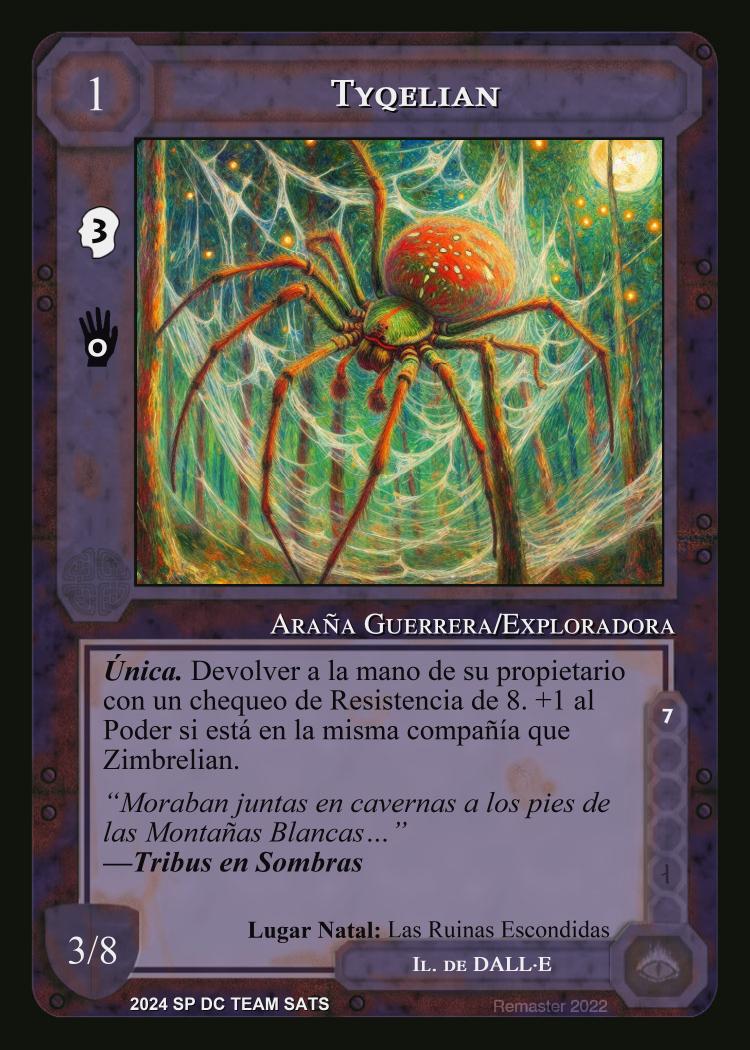 1
Tyqelian
3
0
Araña Guerrera/Exploradora
Única. Devolver a la mano de su propietario
con un chequeo de Resistencia de 8. +1 al
Poder si está en la misma compañía que
Zimbrelian.
7
“Moraban juntas en cavernas a los pies de
las Montañas Blancas…”
—Tribus en Sombras
Lugar Natal: Las Ruinas Escondidas
3/8
Il. de DALL·E
2024 SP DC TEAM SATS
Remaster 2022